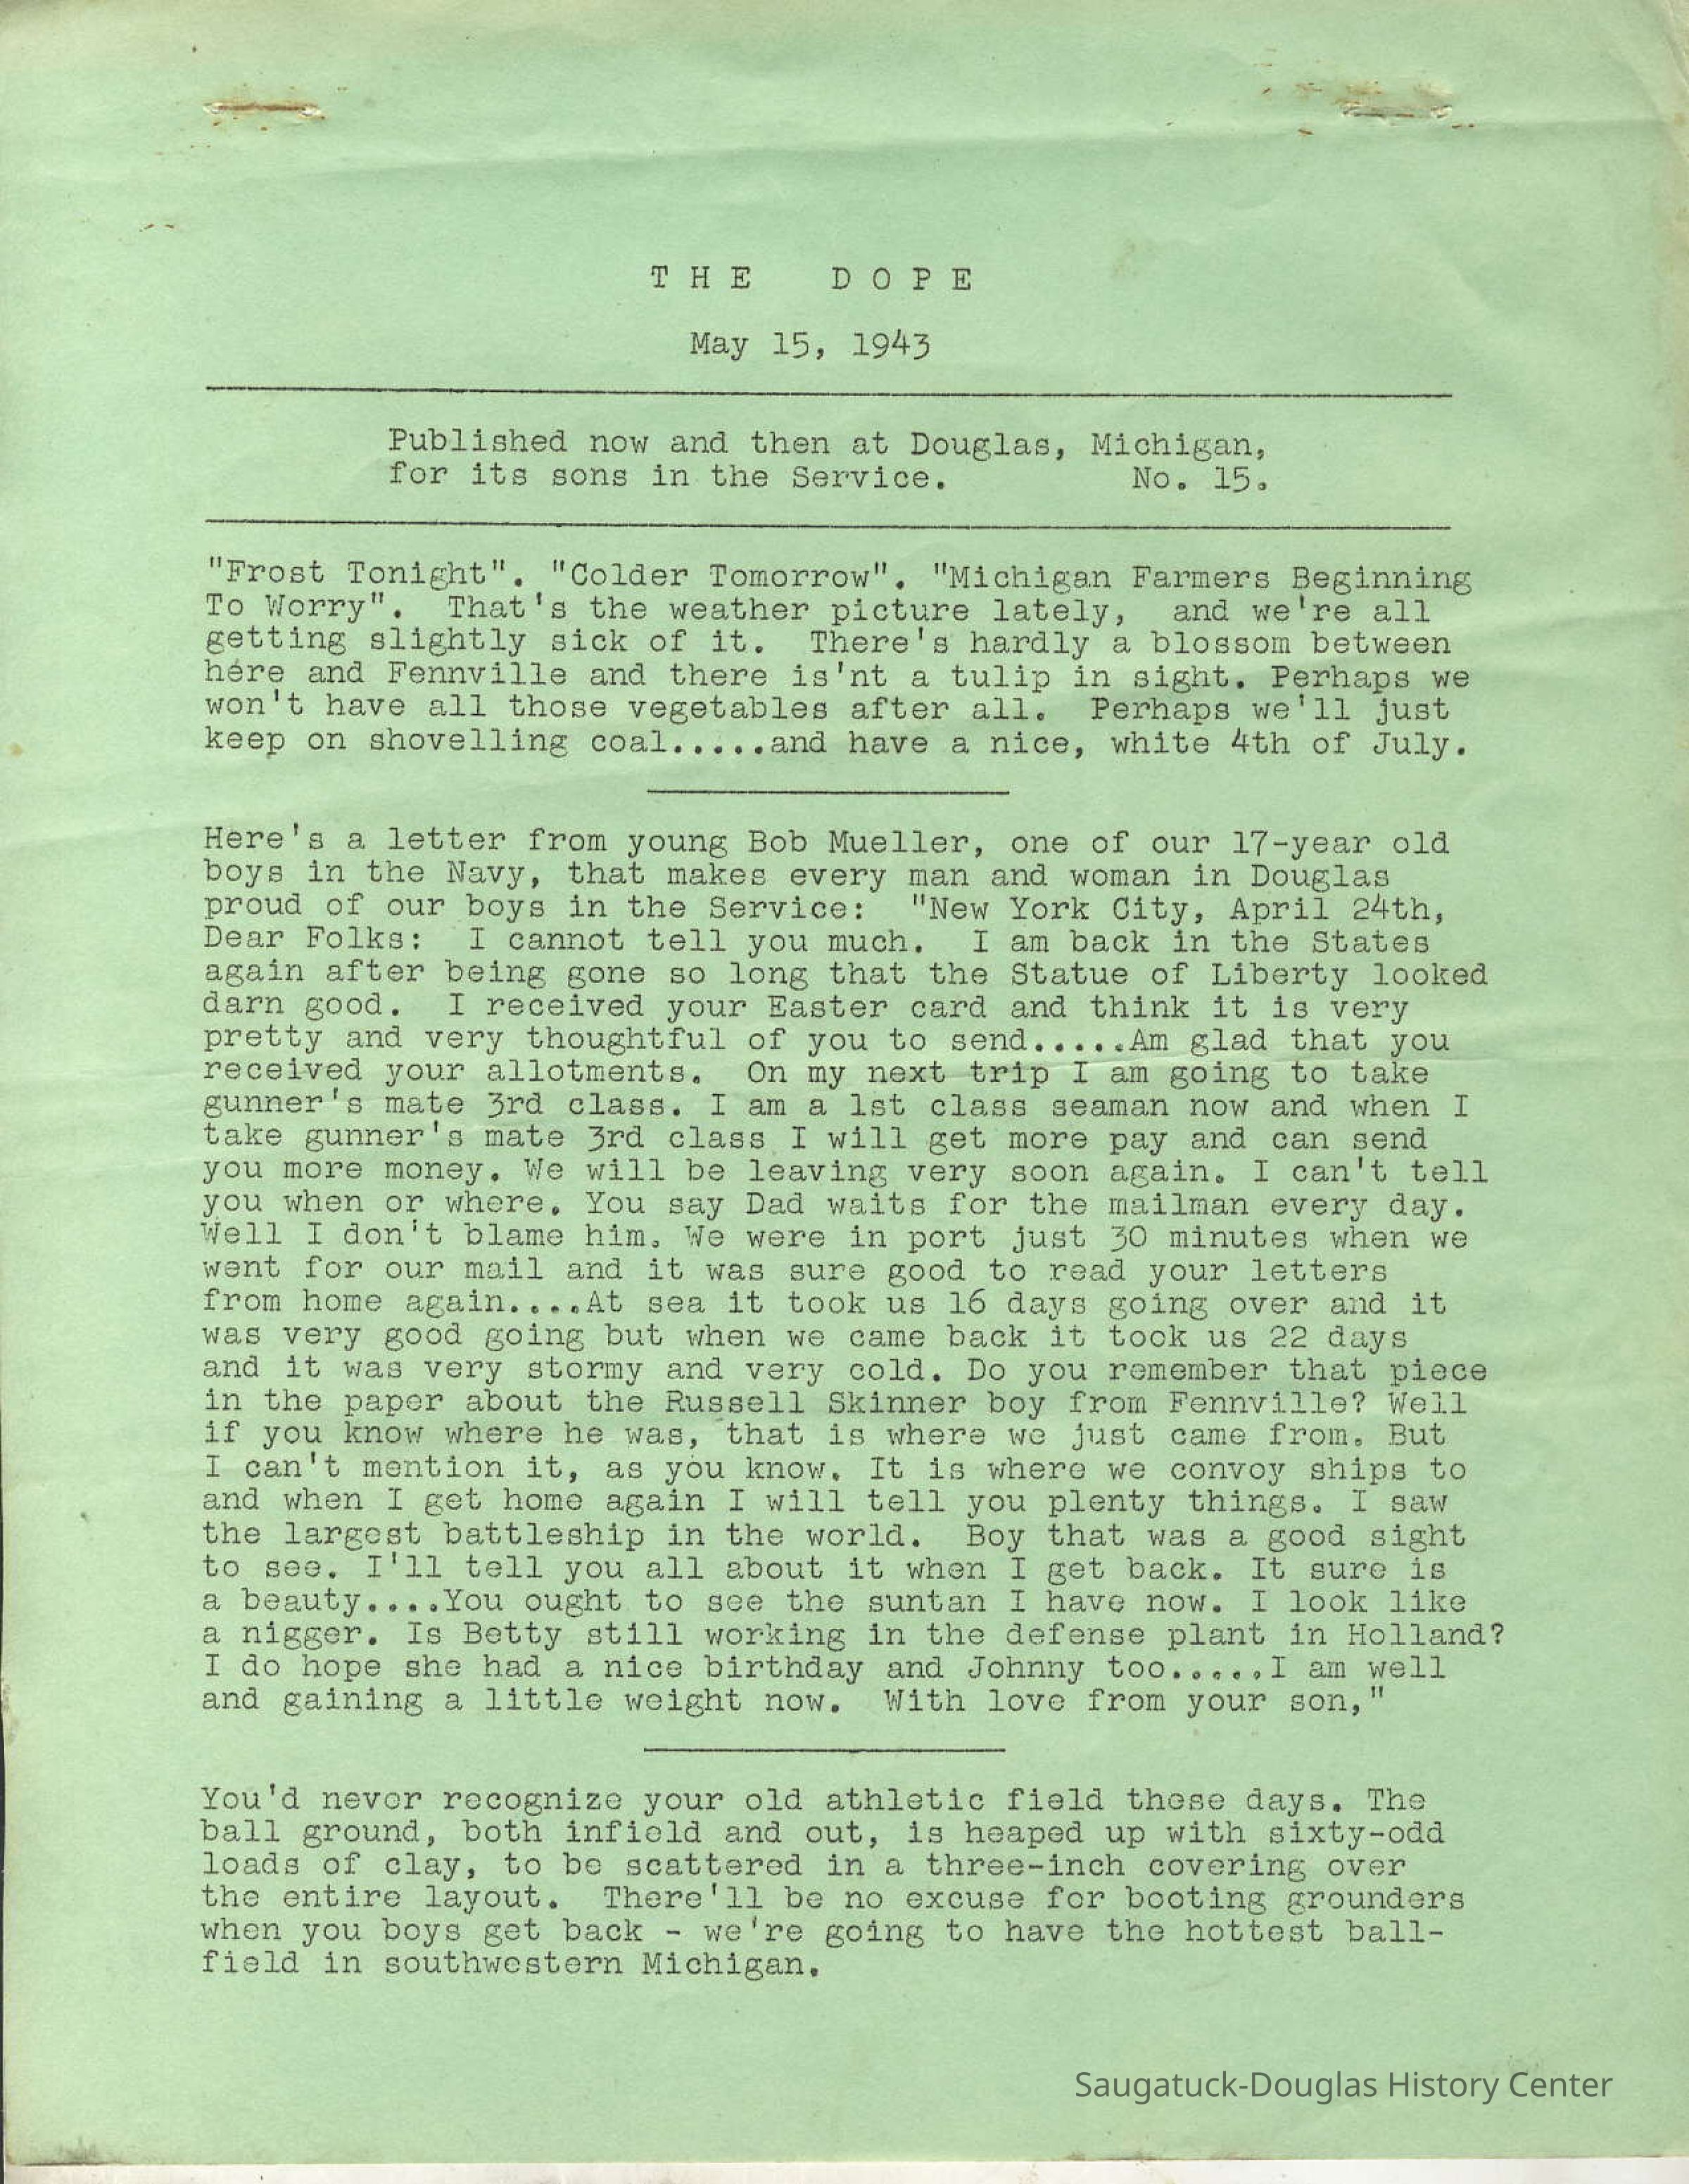 THE DOPE
May 15, 1943
Published now and then at Douglas, Michigan,
for its sons in the Service. No. 15.
"Frost Tonight". "Colder Tomorrow". "Michigan Farmers Beginning
To Worry". That's the weather picture lately, and we're all
getting slightly sick of it. There's hardly a blossom between
here and Fennville and there is'nt a tulip in sight. Perhaps we
won't have all those vegetables after all. Perhaps we'll just
keep on shovelling coal.....and have a nice, white 4th of July.
Here's a letter from young Bob Mueller, one of our 17-year old
boys in the Navy, that makes every man and woman in Douglas
proud of our boys in the Service: "New York City, April 24th,
Dear Folks: I cannot tell you much. I am back in the States
again after being gone so long that the Statue of Liberty looked
darn good. I received your Easter card and think it is very
pretty and very thoughtful of you to send.....Am glad that you
received your allotments. On my next trip I am going to take
gunner's mate 3rd class. I am a 1st class seaman now and when I
take gunner's mate 3rd class I will get more pay and can send
you more money. We will be leaving very soon again. I can't tell
you when or where. You say Dad waits for the mailman every day.
Well I don't blame him. We were in port just 30 minutes when we
went for our mail and it was sure good to read your letters
from home again....At sea it took us 16 days going over and it
was very good going but when we came back it took us 22 days
and it was very stormy and very cold. Do you remember that piece
in the paper about the Russell Skinner boy from Fennville? Well
if you know where he was, that is where we just came from. But
I can't mention it, as you know. It is where we convoy ships to
and when I get home again I will tell you plenty things. I saw
the largest battleship in the world. Boy that was a good sight
to see. I'll tell you all about it when I get back. It sure is
a beauty....You ought to see the suntan I have now. I look like
a nigger. Is Betty still working in the defense plant in Holland?
I do hope she had a nice birthday and Johnny too.....I am well
and gaining a little weight now. With love from your son,"
You'd never recognize your old athletic field these days. The
ball ground, both infield and out, is heaped up with sixty-odd
loads of clay, to be scattered in a three-inch covering over
the entire layout. There'll be no excuse for booting grounders
when you boys get back - we're going to have the hottest ball-
field in southwestern Michigan.
Saugatuck-Douglas History Center